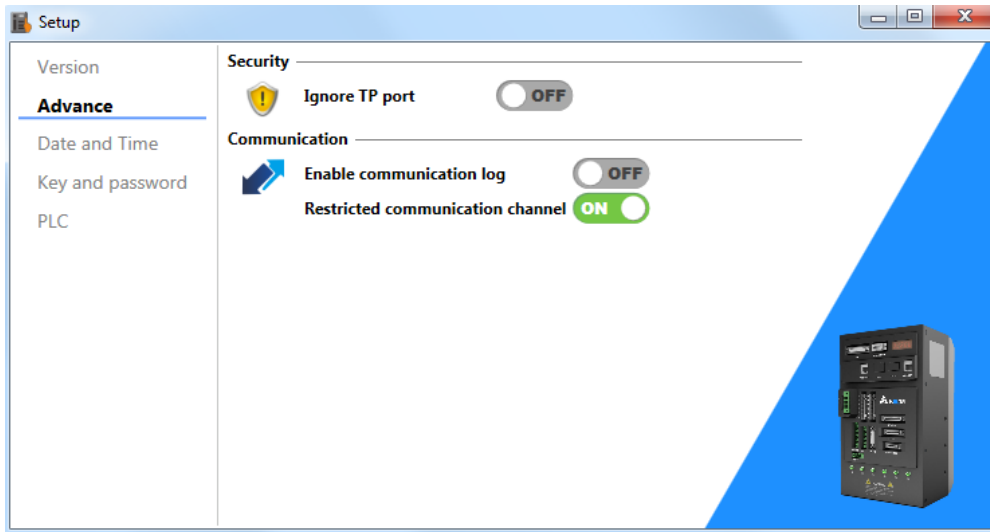 Setup
Version
Advance
Date and Time
Key and password
PLC
Security
Ignore TP port OFF
Communication
Enable communication log OFF
Restricted communication channel ON